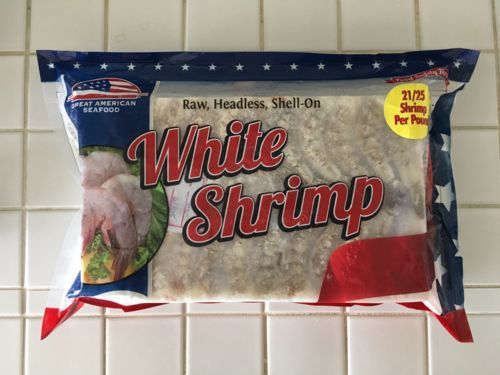 GREAT AMERICAN
SEAFOOD
Raw, Headless, Shell-On
21/25
Shrimp
Per Pound
White
Shrimp